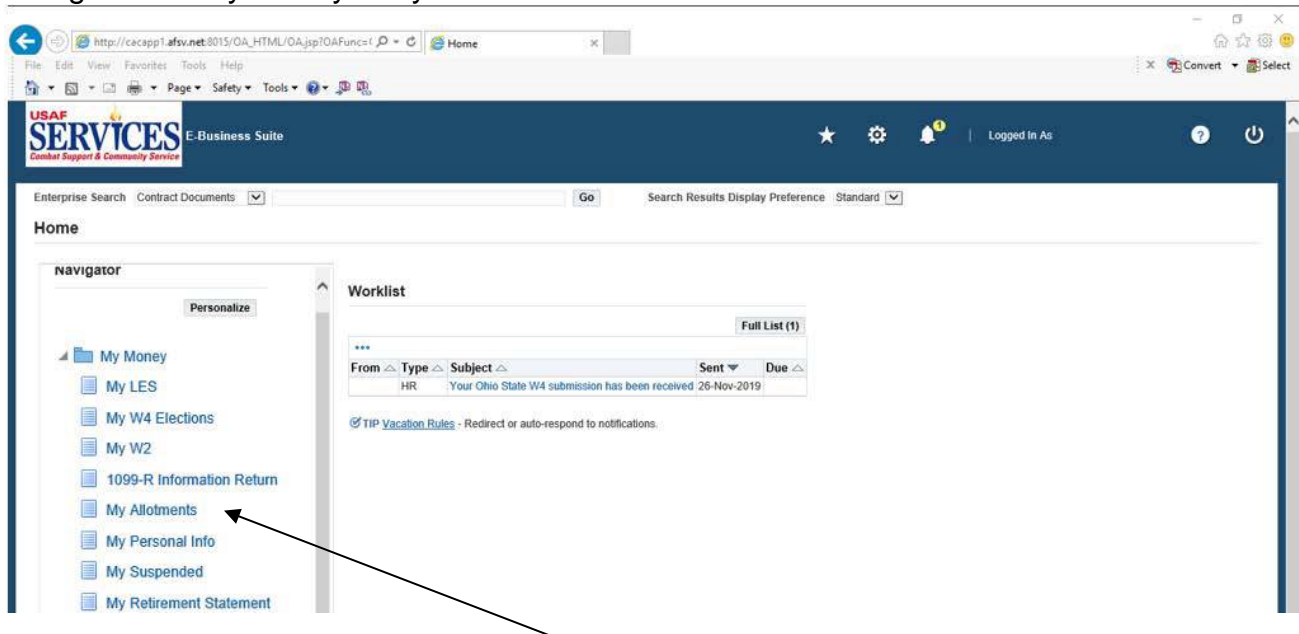 http://cacapp1.afsv.net:8015/OA_HTML/OA.jsp?OAFunc=( Home
File Edit View Favorites Tools Help
X Convert Select
Page Safety Tools
USAF
SERVICES E-Business Suite
Combat Support & Community Service
1
Logged In As
Enterprise Search Contract Documents Go Search Results Display Preference Standard
Home
Navigator
Personalize
My Money
My LES
My W4 Elections
My W2
1099-R Information Return
My Allotments
My Personal Info
My Suspended
My Retirement Statement
Worklist
Full List (1)
...
From Type Subject Sent Due
HR Your Ohio State W4 submission has been received 26-Nov-2019
TIP Vacation Rules - Redirect or auto-respond to notifications.